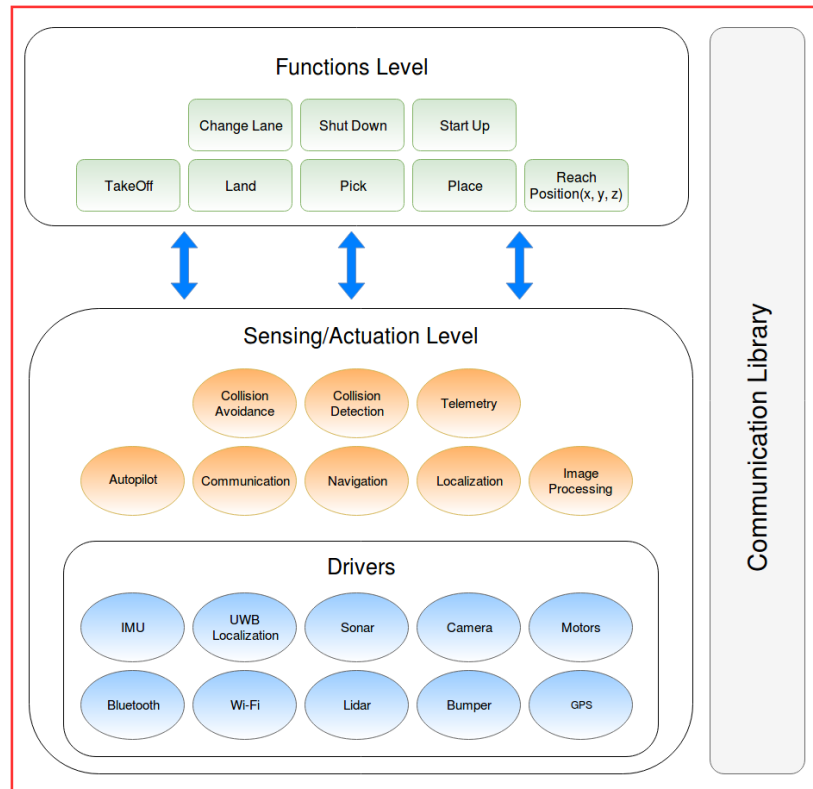 Functions Level
Change Lane
Shut Down
Start Up
TakeOff
Land
Pick
Place
Reach
Position(x, y, z)
Sensing/Actuation Level
Collision
Avoidance
Collision
Detection
Telemetry
Autopilot
Communication
Navigation
Localization
Image
Processing
Drivers
IMU
UWB
Localization
Sonar
Camera
Motors
Bluetooth
Wi-Fi
Lidar
Bumper
GPS
Communication Library